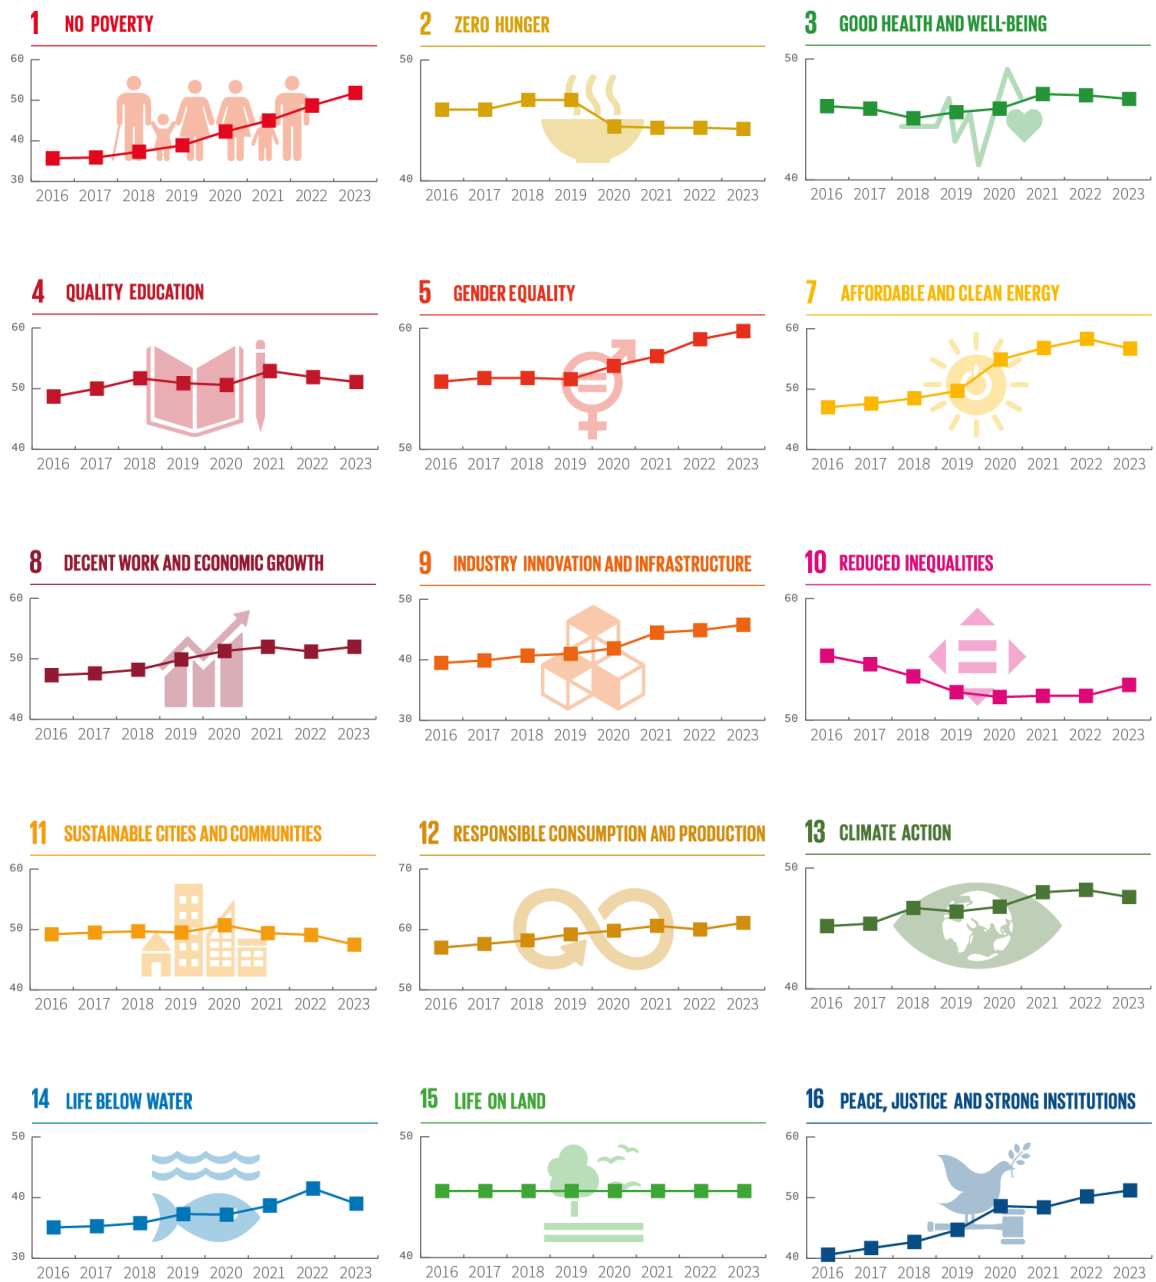 1 NO POVERTY
60
50
40
30
2016 2017 2018 2019 2020 2021 2022 2023
2 ZERO HUNGER
50
40
2016 2017 2018 2019 2020 2021 2022 2023
3 GOOD HEALTH AND WELL-BEING
50
40
2016 2017 2018 2019 2020 2021 2022 2023
4 QUALITY EDUCATION
60
50
40
2016 2017 2018 2019 2020 2021 2022 2023
5 GENDER EQUALITY
60
50
2016 2017 2018 2019 2020 2021 2022 2023
7 AFFORDABLE AND CLEAN ENERGY
60
50
40
2016 2017 2018 2019 2020 2021 2022 2023
8 DECENT WORK AND ECONOMIC GROWTH
60
50
40
2016 2017 2018 2019 2020 2021 2022 2023
9 INDUSTRY INNOVATION AND INFRASTRUCTURE
50
40
30
2016 2017 2018 2019 2020 2021 2022 2023
10 REDUCED INEQUALITIES
60
50
2016 2017 2018 2019 2020 2021 2022 2023
11 SUSTAINABLE CITIES AND COMMUNITIES
60
50
40
2016 2017 2018 2019 2020 2021 2022 2023
12 RESPONSIBLE CONSUMPTION AND PRODUCTION
70
60
50
2016 2017 2018 2019 2020 2021 2022 2023
13 CLIMATE ACTION
50
40
2016 2017 2018 2019 2020 2021 2022 2023
14 LIFE BELOW WATER
50
40
30
2016 2017 2018 2019 2020 2021 2022 2023
15 LIFE ON LAND
50
40
2016 2017 2018 2019 2020 2021 2022 2023
16 PEACE, JUSTICE AND STRONG INSTITUTIONS
60
50
40
2016 2017 2018 2019 2020 2021 2022 2023